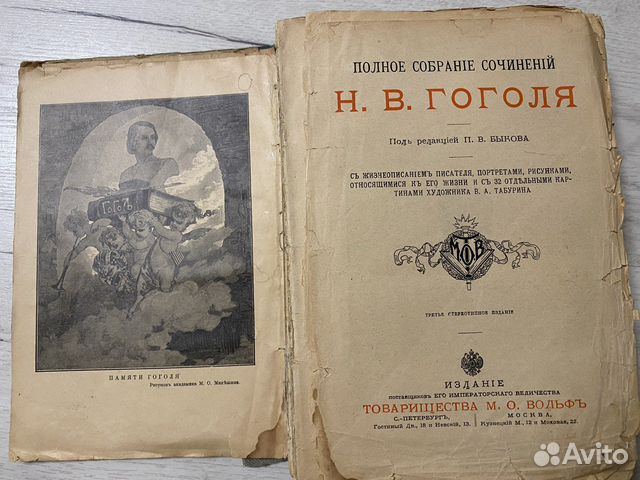 ГОГОЛЬ
ПАМЯТИ ГОГОЛЯ
Рисунокъ академика М. О. Микѣшина.
ПОЛНОЕ СОБРАНІЕ СОЧИНЕНІЙ
Н. В. ГОГОЛЯ
Подъ редакціей П. В. БЫКОВА
СЪ ЖИЗНЕОПИСАНІЕМЪ ПИСАТЕЛЯ, ПОРТРЕТАМИ, РИСУНКАМИ,
ОТНОСЯЩИМИСЯ КЪ ЕГО ЖИЗНИ И СЪ 32 ОТДѢЛЬНЫМИ КАР-
ТИНАМИ ХУДОЖНИКА В. А. ТАБУРИНА
МОВ
ТРЕТЬЕ СТЕРЕОТИПНОЕ ИЗДАНІЕ
ИЗДАНІЕ
поставщиковъ ЕГО ИМПЕРАТОРСКАГО ВЕЛИЧЕСТВА
ТОВАРИЩЕСТВА М. О. ВОЛЬФЪ
С.-ПЕТЕРБУРГЪ, МОСКВА,
Гостиный Дв., 18 и Невскій, 13. Кузнецкій М., 12 и Моховая, 22.
Avito